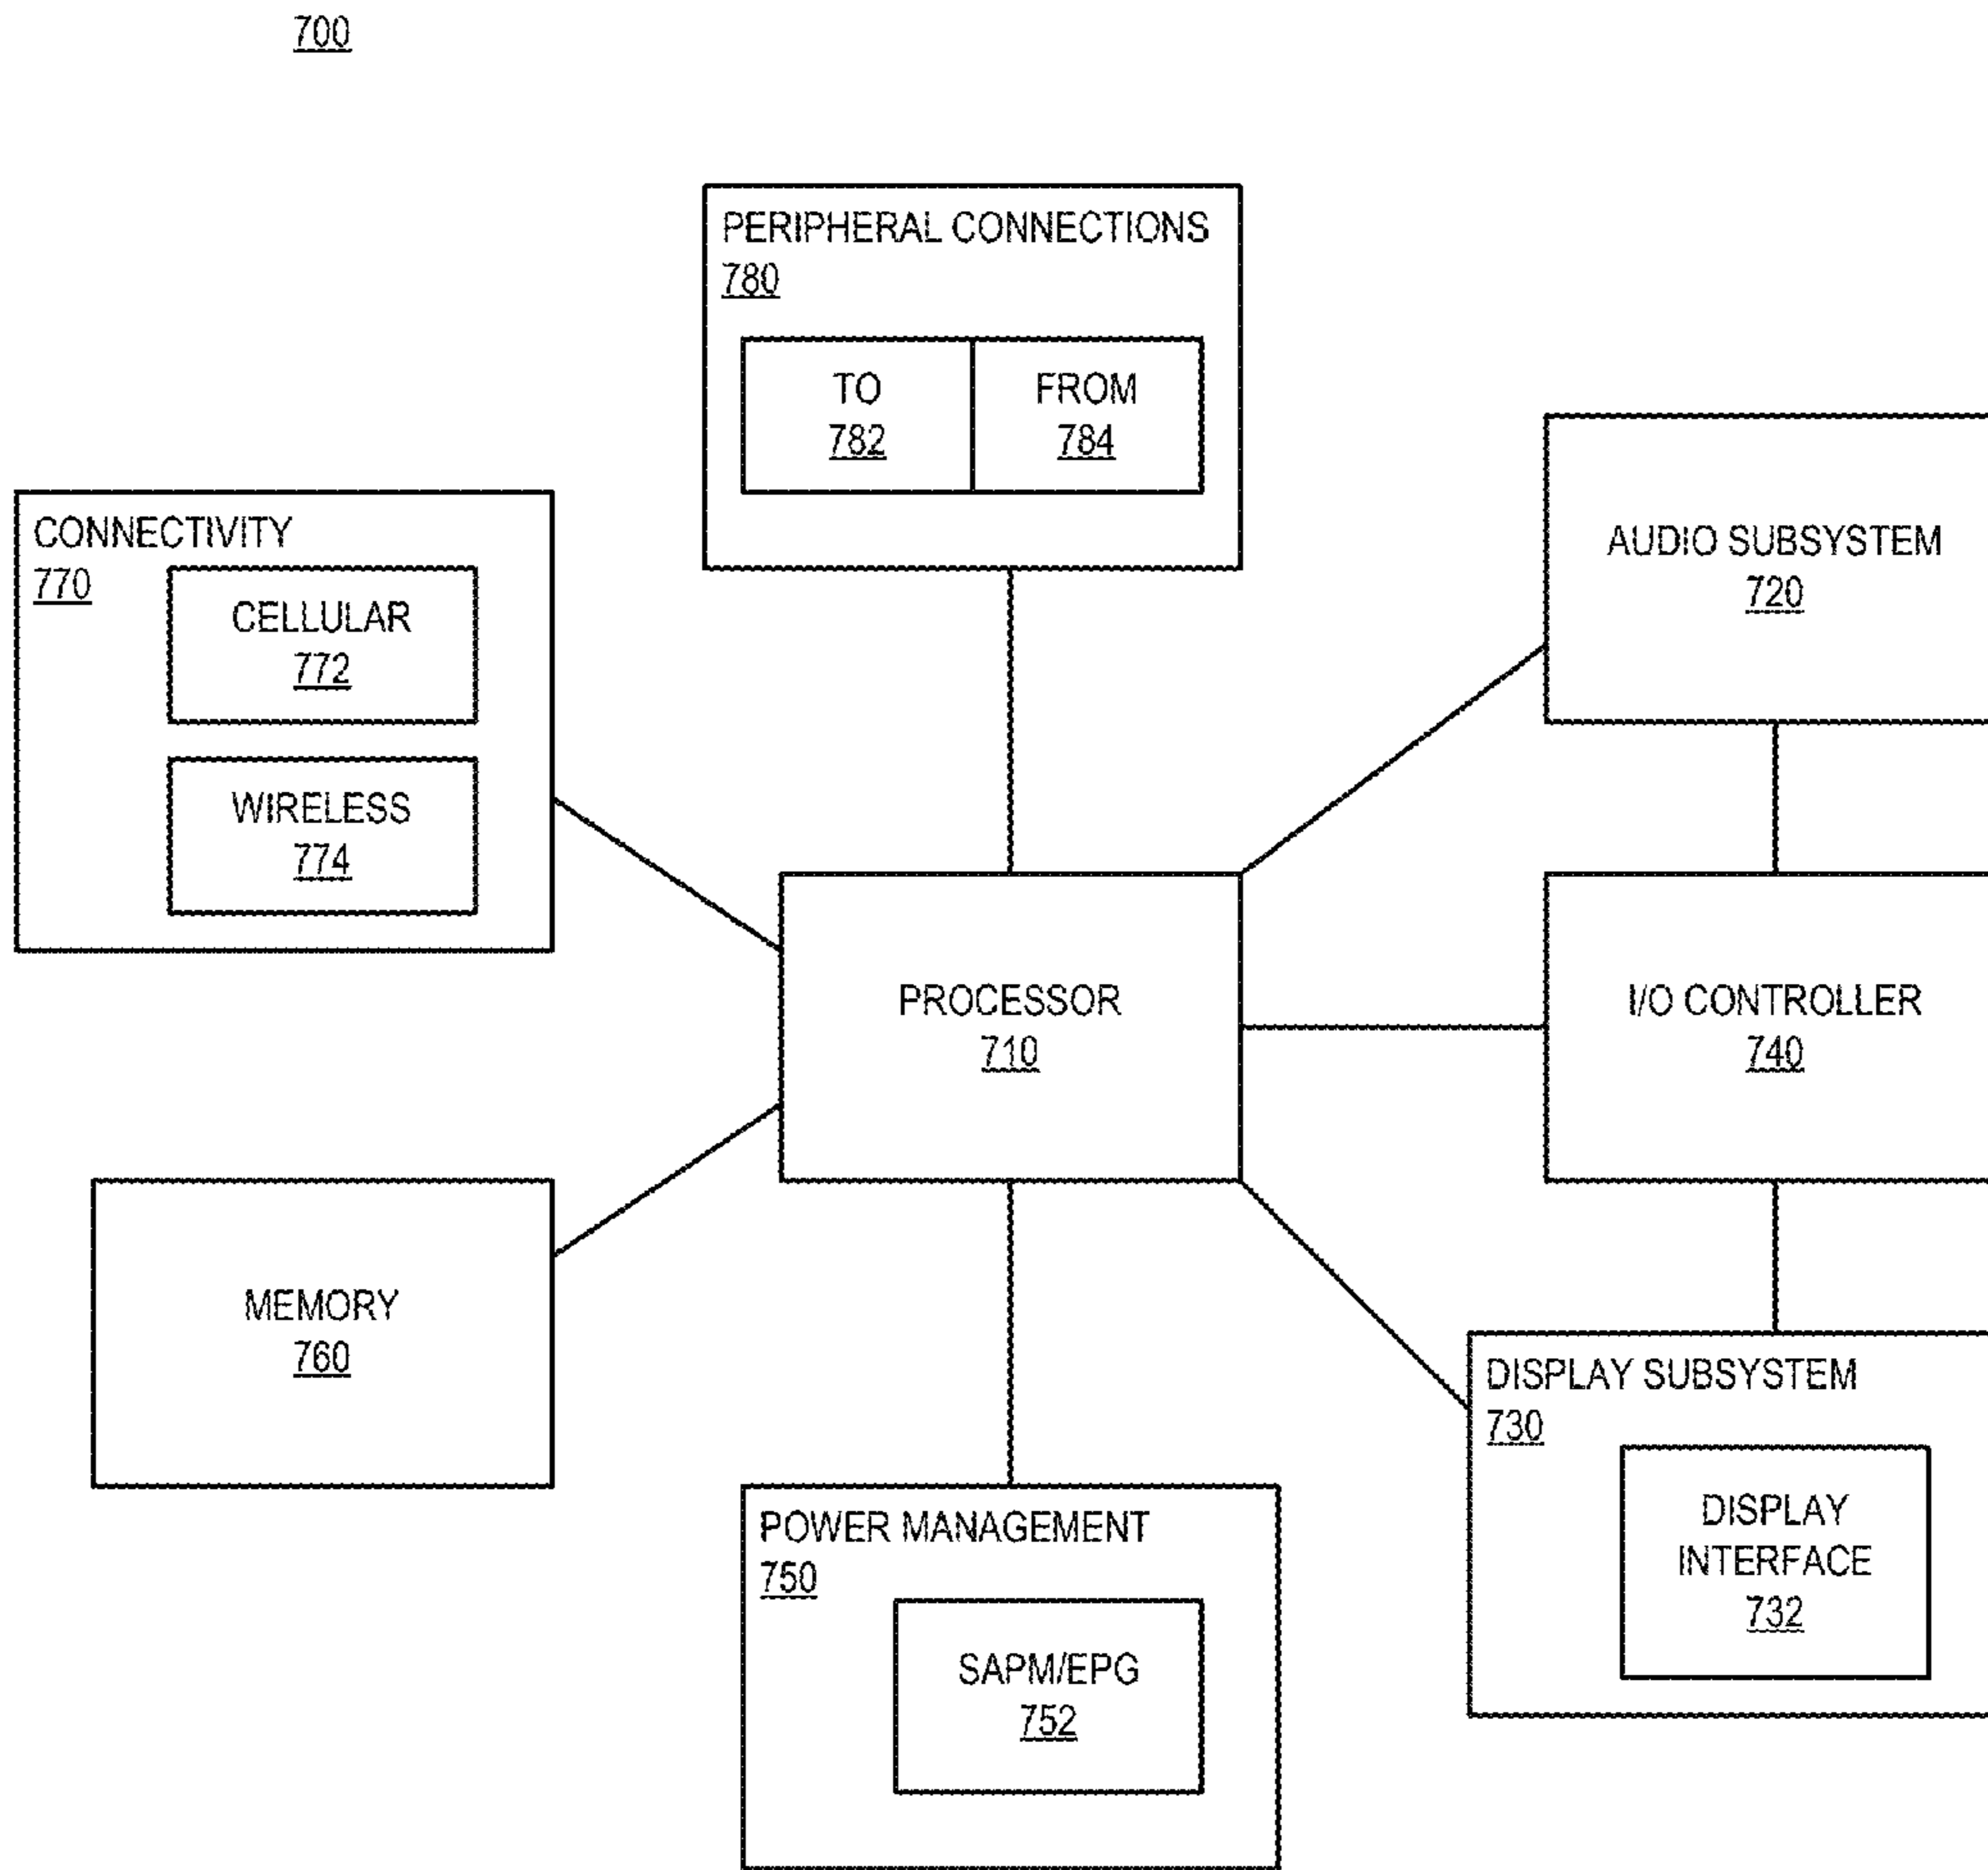 700
PERIPHERAL CONNECTIONS
780
TO
782
FROM
784
CONNECTIVITY
770
CELLULAR
772
WIRELESS
774
AUDIO SUBSYSTEM
720
PROCESSOR
710
I/O CONTROLLER
740
MEMORY
760
DISPLAY SUBSYSTEM
730
DISPLAY
INTERFACE
732
POWER MANAGEMENT
750
SAPM/EPG
752